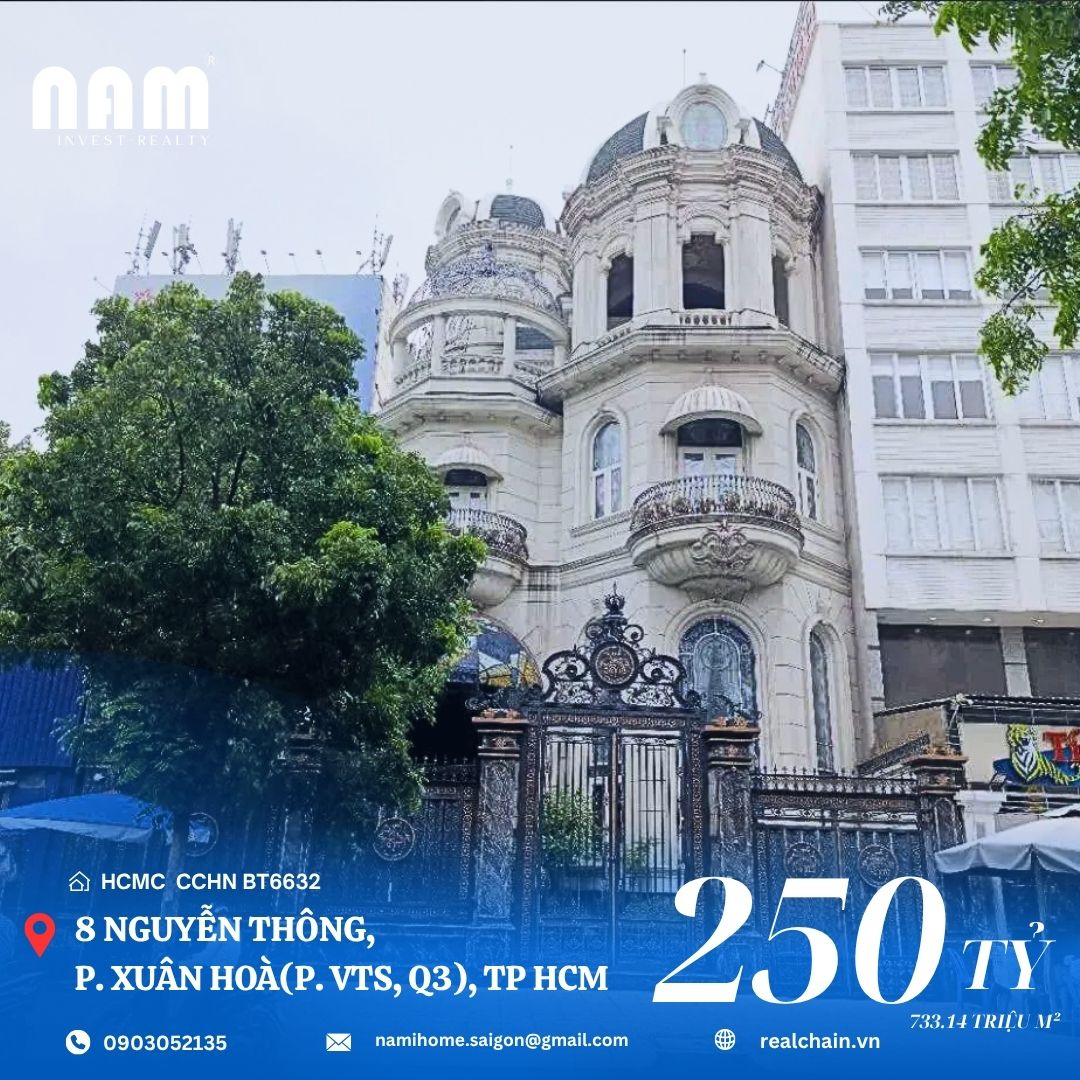 NAM®
INVEST-REALTY
HCMC CCHN BT6632
8 NGUYỄN THÔNG,
P. XUÂN HOÀ(P. VTS, Q3), TP HCM
250 TỶ
733.14 TRIỆU M²
0903052135
namihome.saigon@gmail.com
realchain.vn